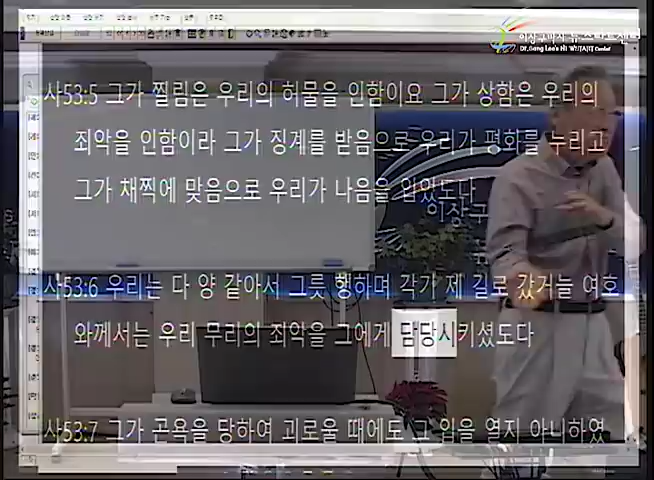 사53:5 그가 찔림은 우리의 허물을 인함이요 그가 상함은 우리의
죄악을 인함이라 그가 징계를 받음으로 우리가 평화를 누리고
그가 채찍에 맞음으로 우리가 나음을 입었도다
이상구
사53:6 우리는 다 양 같아서 그릇 행하며 각기 제 길로 갔거늘 여호
와께서는 우리 무리의 죄악을 그에게 담당시키셨도다
사53:7 그가 곤욕을 당하여 괴로울 때에도 그 입을 열지 아니하였